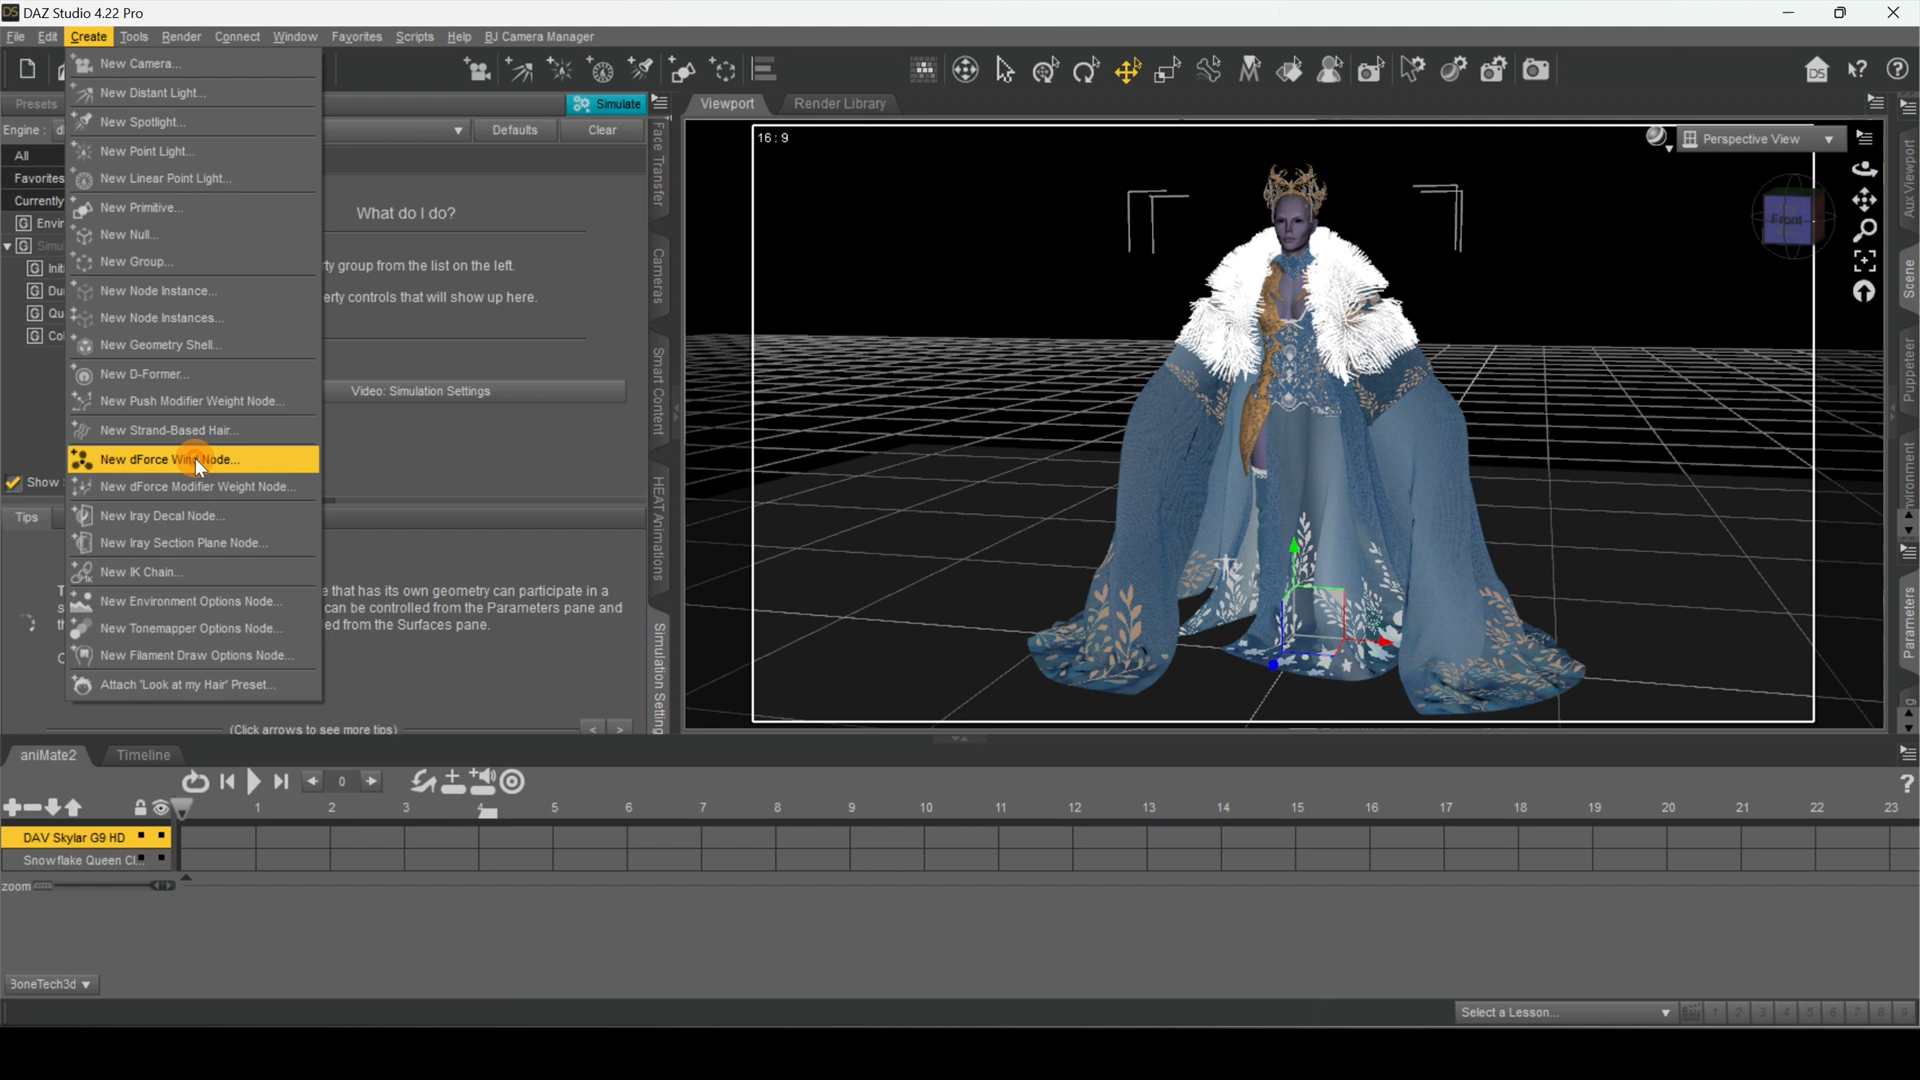 DAZ Studio 4.22 Pro
File Edit Create Tools Render Connect Window Favorites Scripts Help BJ Camera Manager
New Camera...
New Distant Light...
New Spotlight...
New Point Light...
New Linear Point Light...
New Primitive...
New Null...
New Group...
New Node Instance...
New Node Instances...
New Geometry Shell...
New D-Former...
New Push Modifier Weight Node...
New Strand-Based Hair...
New dForce Wind Node...
New dForce Modifier Weight Node...
New Iray Decal Node...
New Iray Section Plane Node...
New IK Chain...
New Environment Options Node...
New Tonemapper Options Node...
New Filament Draw Options Node...
Attach 'Look at my Hair' Preset...
Presets
Simulate
Engine :
Defaults Clear
All
Favorites
Currently
What do I do?
ty group from the list on the left.
erty controls that will show up here.
Video: Simulation Settings
Show
Tips
e that has its own geometry can participate in a
can be controlled from the Parameters pane and
ed from the Surfaces pane.
(Click arrows to see more tips)
< >
Face Transfer
Cameras
Smart Content
HEAT Animations
Simulation Setting
Viewport Render Library
16 : 9
Perspective View
Front
Aux Viewport
Scene
Puppeteer
nvironment
Parameters
aniMate2 Timeline
0
1 2 3 4 5 6 7 8 9 10 11 12 13 14 15 16 17 18 19 20 21 22 23
DAV Skylar G9 HD
Snowflake Queen Cl...
zoom
3oneTech3d
Select a Lesson...
1 2 3 4 5 6 7 8 9